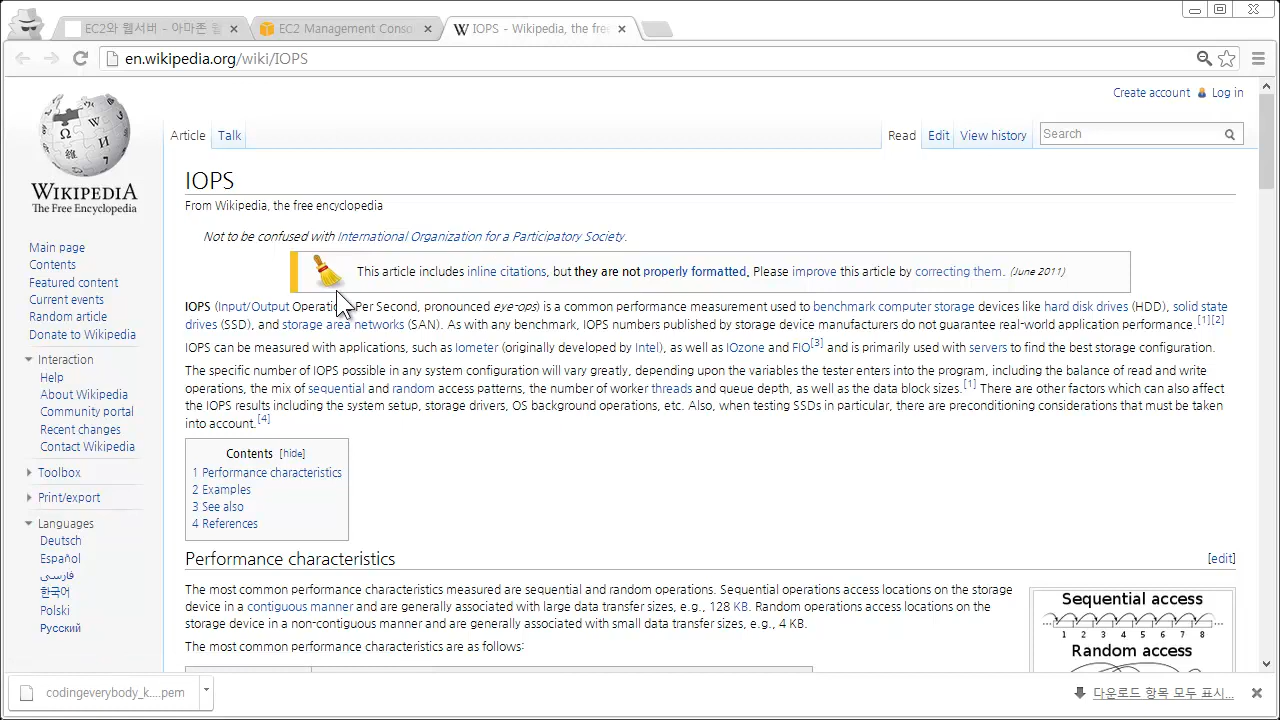 EC2와 웹서버 - 아마존 웹
EC2 Management Conso
IOPS - Wikipedia, the fre
en.wikipedia.org/wiki/IOPS
Create account Log in
WIKIPEDIA
The Free Encyclopedia
Main page
Contents
Featured content
Current events
Random article
Donate to Wikipedia
Interaction
Help
About Wikipedia
Community portal
Recent changes
Contact Wikipedia
Toolbox
Print/export
Languages
Deutsch
Español
فارسی
한국어
Polski
Русский
Article Talk
Read Edit View history Search
IOPS
From Wikipedia, the free encyclopedia
Not to be confused with International Organization for a Participatory Society.
This article includes inline citations, but they are not properly formatted. Please improve this article by correcting them. (June 2011)
IOPS (Input/Output Operatio Per Second, pronounced eye-ops) is a common performance measurement used to benchmark computer storage devices like hard disk drives (HDD), solid state
drives (SSD), and storage area networks (SAN). As with any benchmark, IOPS numbers published by storage device manufacturers do not guarantee real-world application performance.[1][2]
IOPS can be measured with applications, such as Iometer (originally developed by Intel), as well as IOzone and FIO[3] and is primarily used with servers to find the best storage configuration.
The specific number of IOPS possible in any system configuration will vary greatly, depending upon the variables the tester enters into the program, including the balance of read and write
operations, the mix of sequential and random access patterns, the number of worker threads and queue depth, as well as the data block sizes.[1] There are other factors which can also affect
the IOPS results including the system setup, storage drivers, OS background operations, etc. Also, when testing SSDs in particular, there are preconditioning considerations that must be taken
into account.[4]
Contents [hide]
1 Performance characteristics
2 Examples
3 See also
4 References
Performance characteristics [edit]
The most common performance characteristics measured are sequential and random operations. Sequential operations access locations on the storage
device in a contiguous manner and are generally associated with large data transfer sizes, e.g., 128 KB. Random operations access locations on the
storage device in a non-contiguous manner and are generally associated with small data transfer sizes, e.g., 4 KB.
The most common performance characteristics are as follows:
Sequential access
1 2 3 4 5 6 7 8
Random access
codingeverybody_k....pem
다운로드 항목 모두 표시...